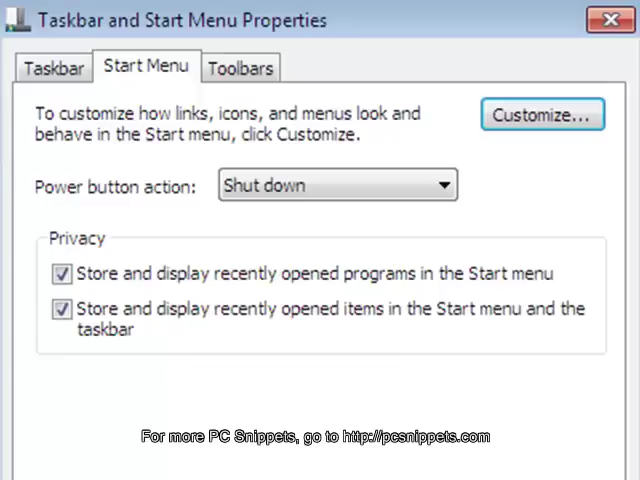 Taskbar and Start Menu Properties
Taskbar
Start Menu
Toolbars
To customize how links, icons, and menus look and
behave in the Start menu, click Customize.
Customize...
Power button action:
Shut down
Privacy
Store and display recently opened programs in the Start menu
Store and display recently opened items in the Start menu and the
taskbar
For more PC Snippets, go to http://pcsnippets.com